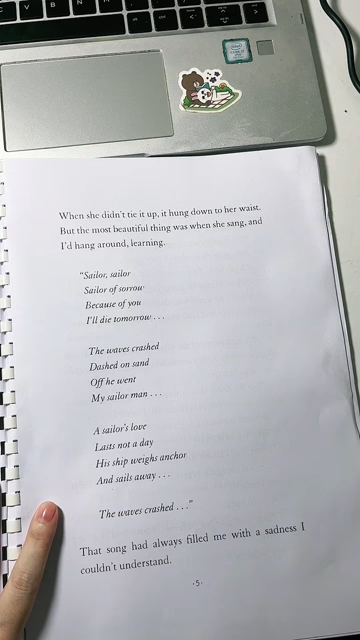 When she didn't tie it up, it hung down to her waist.
But the most beautiful thing was when she sang, and
I'd hang around, learning.
"Sailor, sailor
Sailor of sorrow
Because of you
I'll die tomorrow . . .
The waves crashed
Dashed on sand
Off he went
My sailor man . . .
A sailor's love
Lasts not a day
His ship weighs anchor
And sails away . . .
The waves crashed . . ."
That song had always filled me with a sadness I
couldn't understand.
·5·